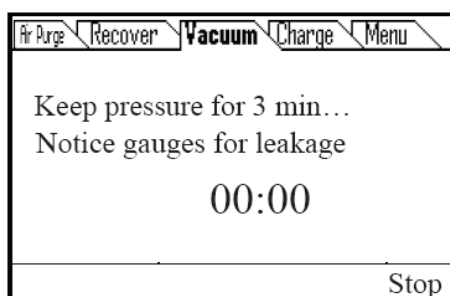 Air Purge Recover Vacuum Charge Menu
Keep pressure for 3 min...
Notice gauges for leakage
00:00
Stop